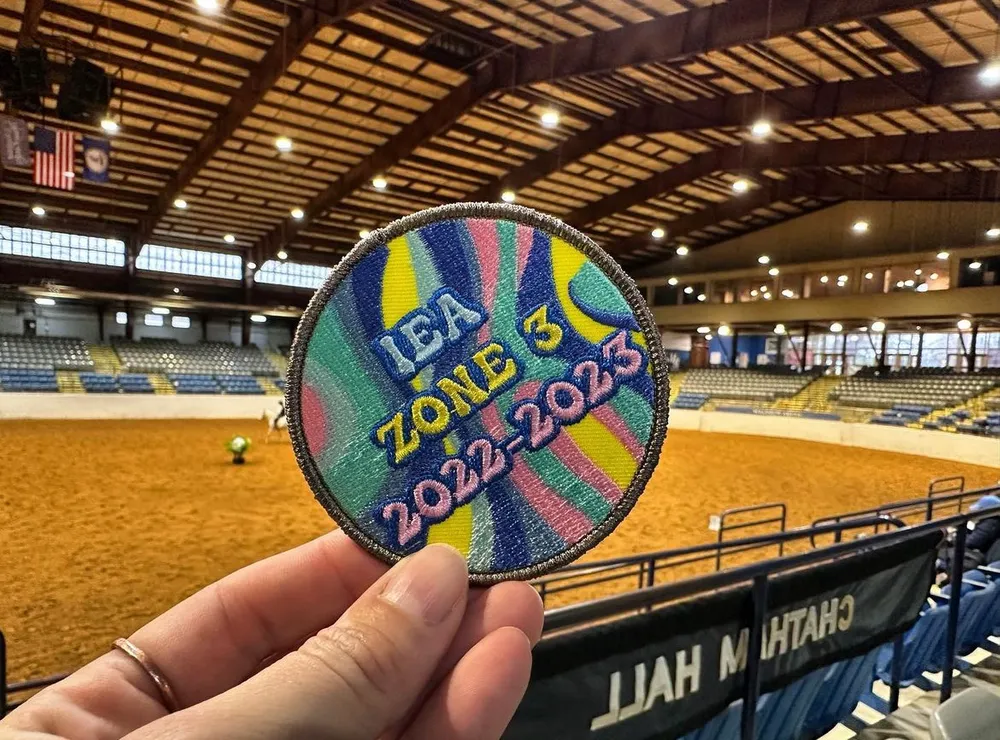 IEA
ZONE 3
2022-2023
CHATHAM HALL